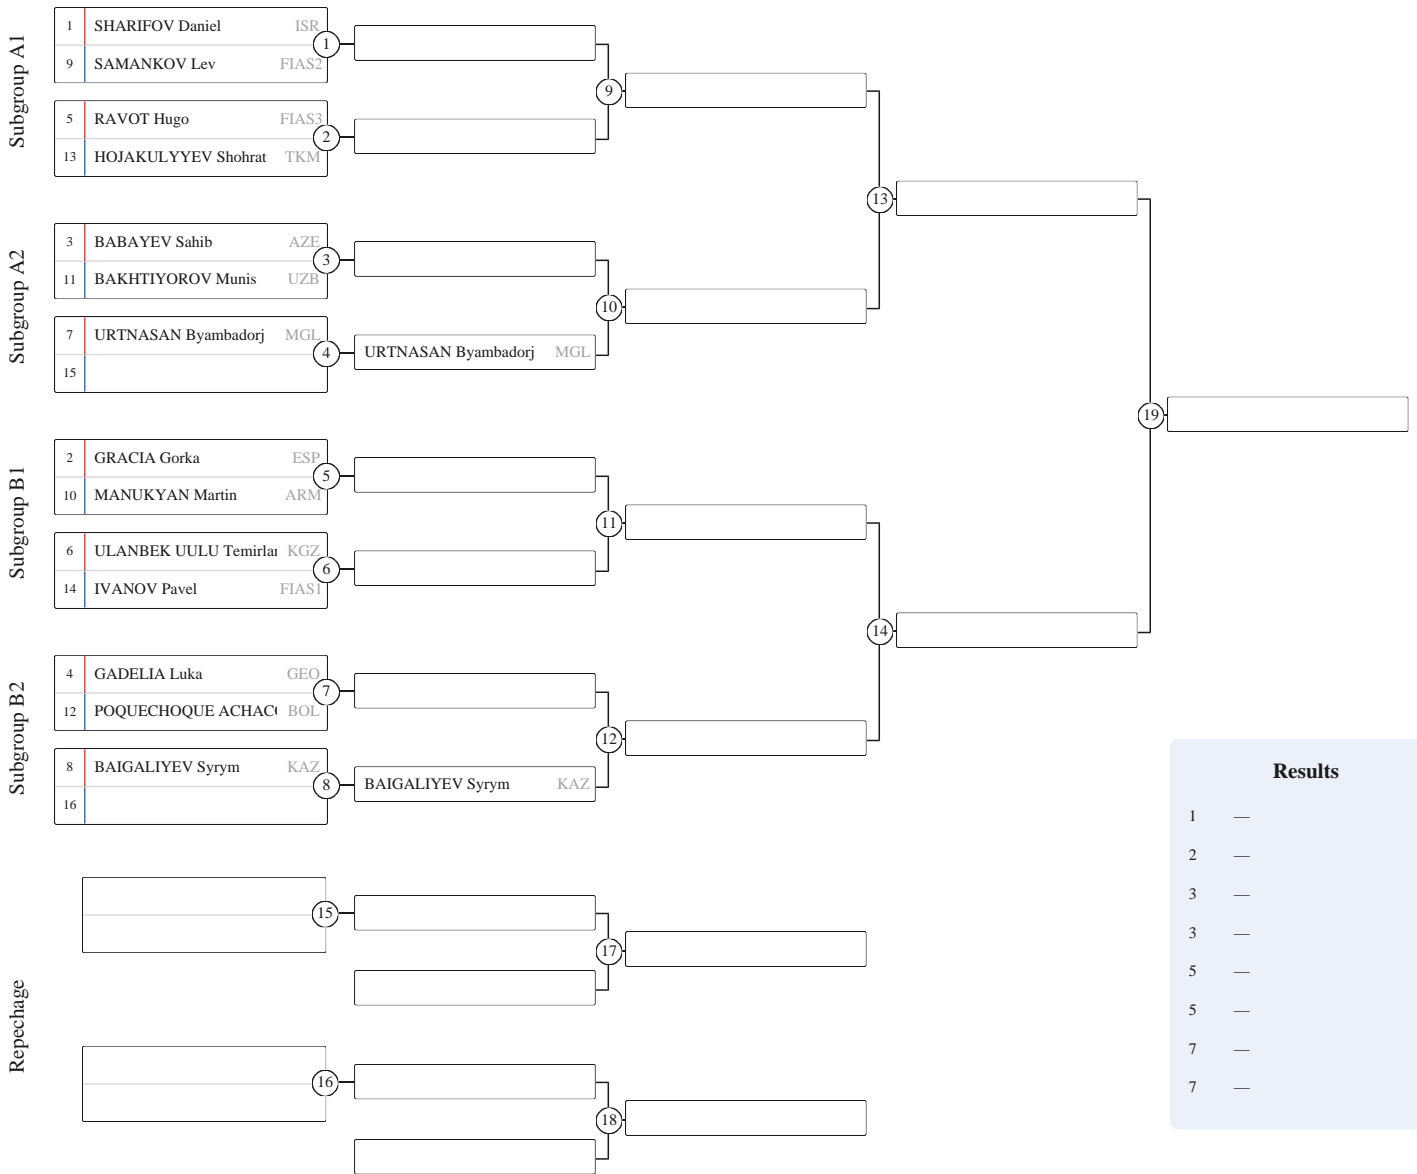 Subgroup A1
1 SHARIFOV Daniel ISR
9 SAMANKOV Lev FIAS2
1
5 RAVOT Hugo FIAS3
13 HOJAKULYYEV Shohrat TKM
2
9
Subgroup A2
3 BABAYEV Sahib AZE
11 BAKHTIYOROV Munis UZB
3
7 URTNASAN Byambadorj MGL
15
4
URTNASAN Byambadorj MGL
10
13
Subgroup B1
2 GRACIA Gorka ESP
10 MANUKYAN Martin ARM
5
6 ULANBEK UULU Temirlar KGZ
14 IVANOV Pavel FIAS1
6
11
Subgroup B2
4 GADELIA Luka GEO
12 POQUECHOQUE ACHAC BOL
7
8 BAIGALIYEV Syrym KAZ
16
8
BAIGALIYEV Syrym KAZ
12
14
19
Repechage
15
17
16
18
Results
1 —
2 —
3 —
3 —
5 —
5 —
7 —
7 —